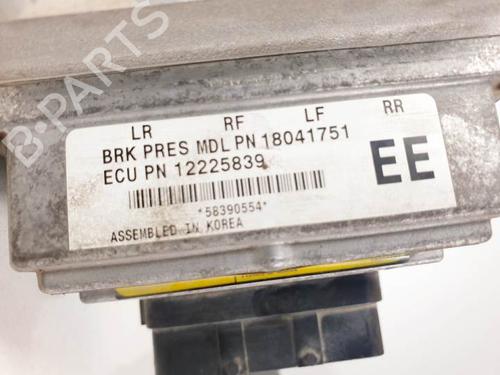 LR RF LF RR
BRK PRES MDL PN 18041751
ECU PN 12225839
EE
*58390554*
ASSEMBLED IN KOREA
B-PARTS